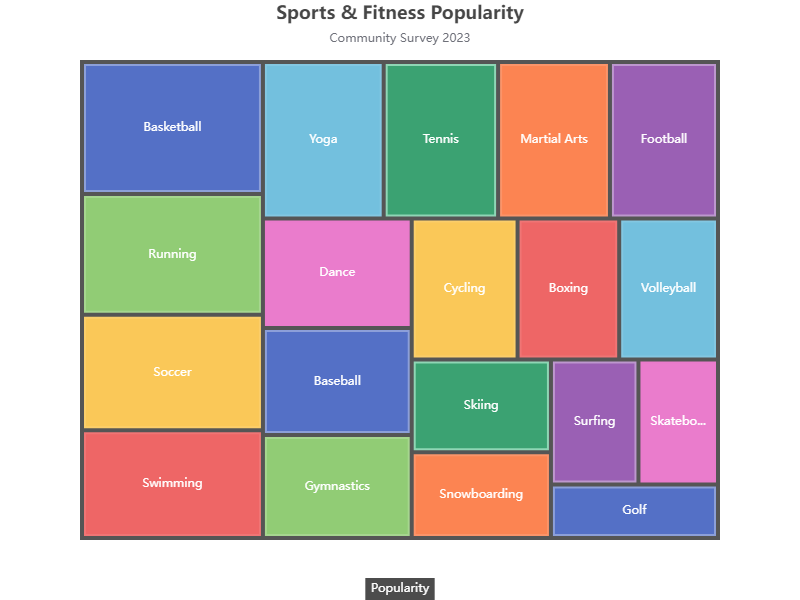 Sports & Fitness Popularity
Community Survey 2023
Basketball
Yoga
Tennis
Martial Arts
Football
Running
Dance
Cycling
Boxing
Volleyball
Soccer
Baseball
Skiing
Surfing
Skatebo...
Swimming
Gymnastics
Snowboarding
Golf
Popularity